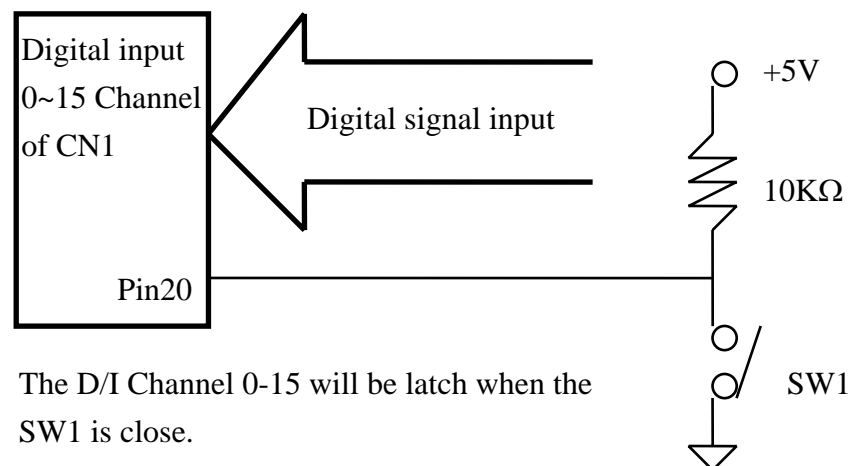 Digital input
0~15 Channel
of CN1
Digital signal input
+5V
10KΩ
Pin20
SW1
The D/I Channel 0-15 will be latch when the
SW1 is close.